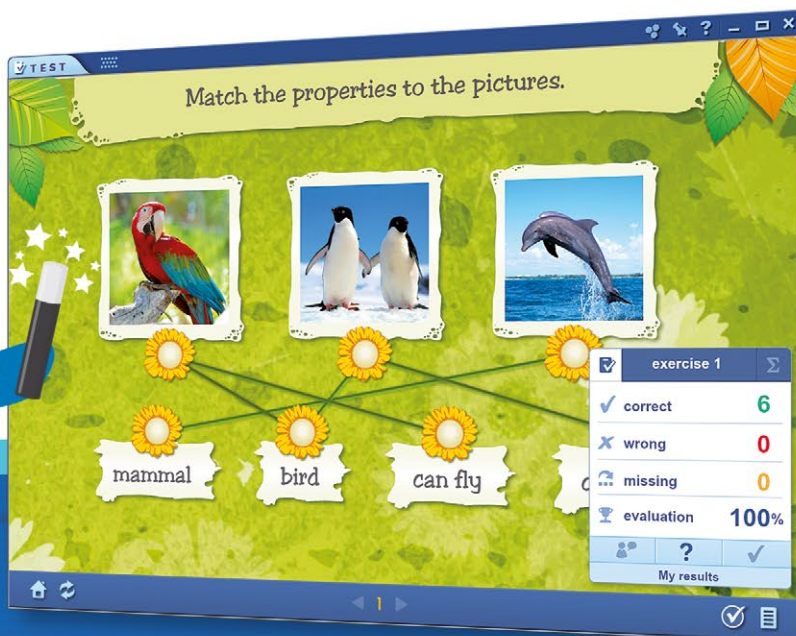 TEST
?
Match the properties to the pictures.
exercise 1 Σ
correct 6
wrong 0
missing 0
evaluation 100%
?
My results
mammal
bird
can fly
1